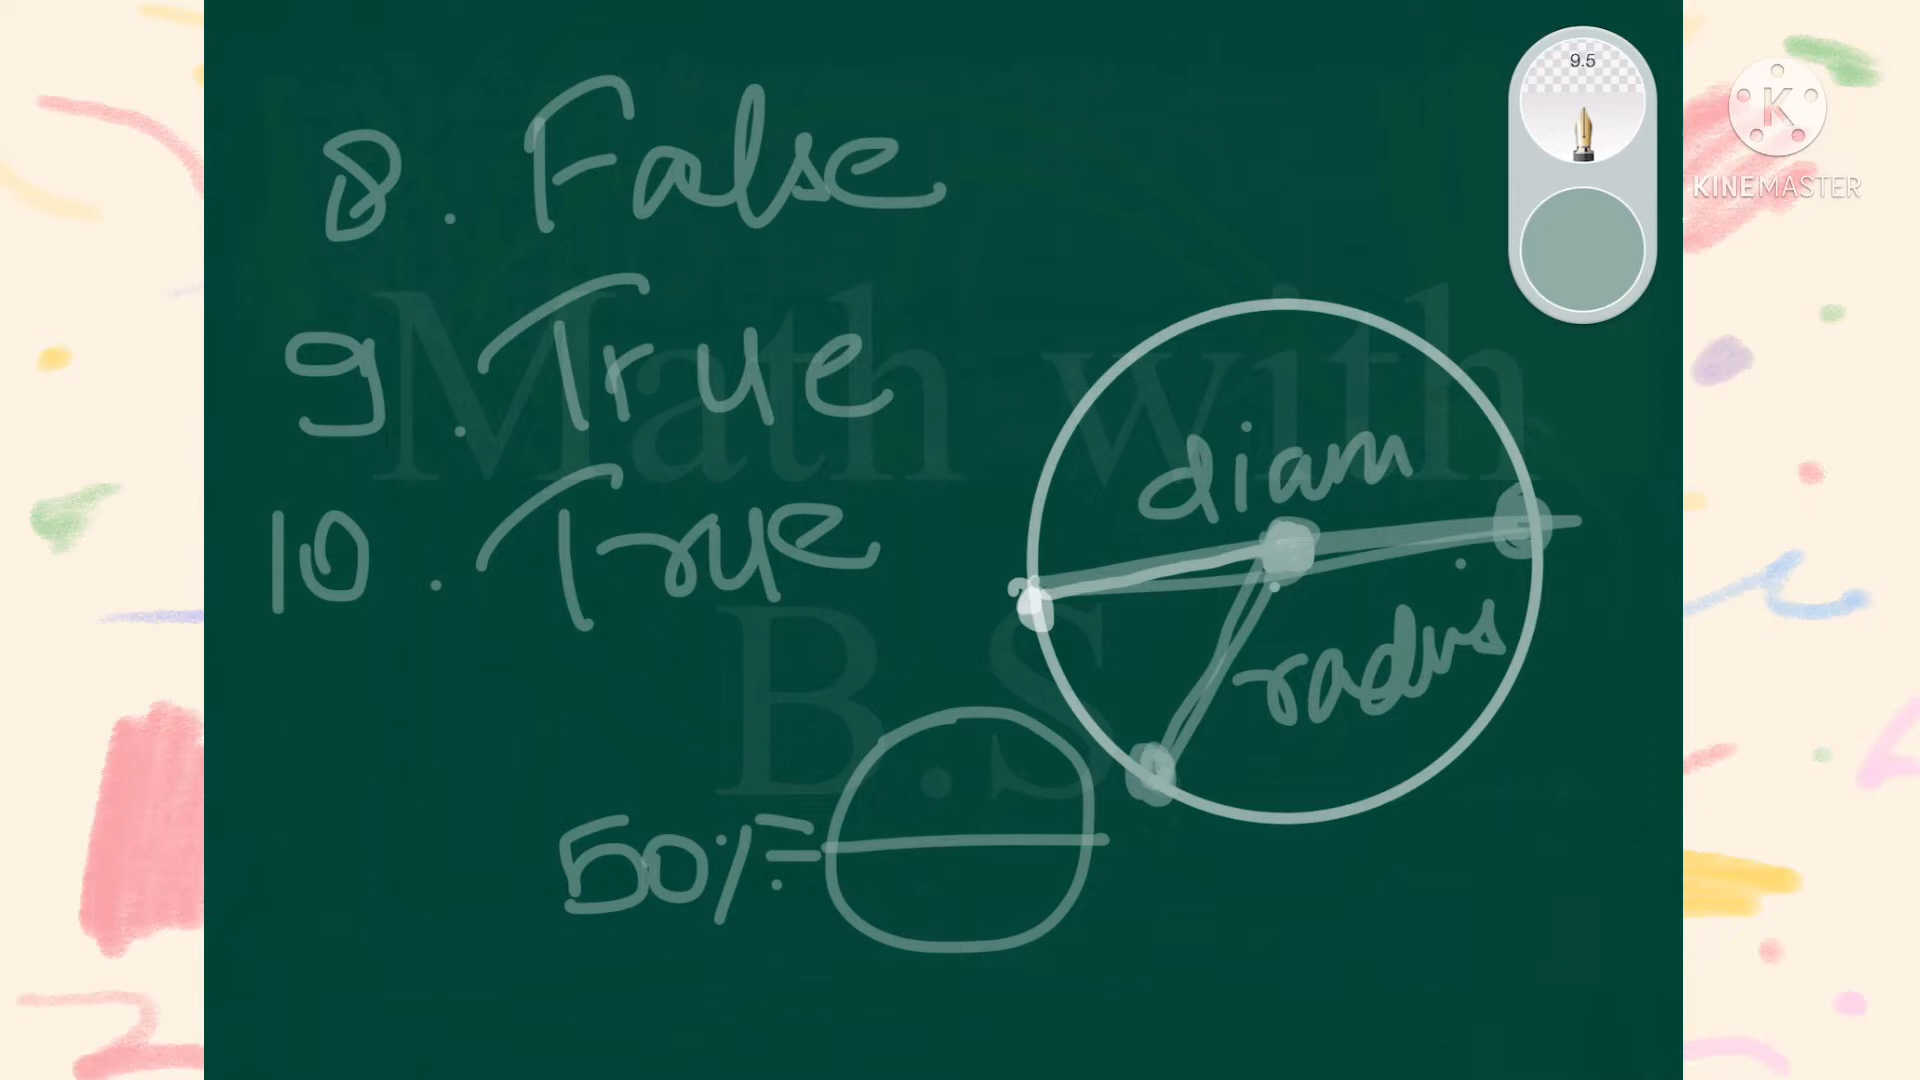 9.5
KINEMASTER
8. False
9. True
10. True
Math with
B.S
diam
radius
50%=